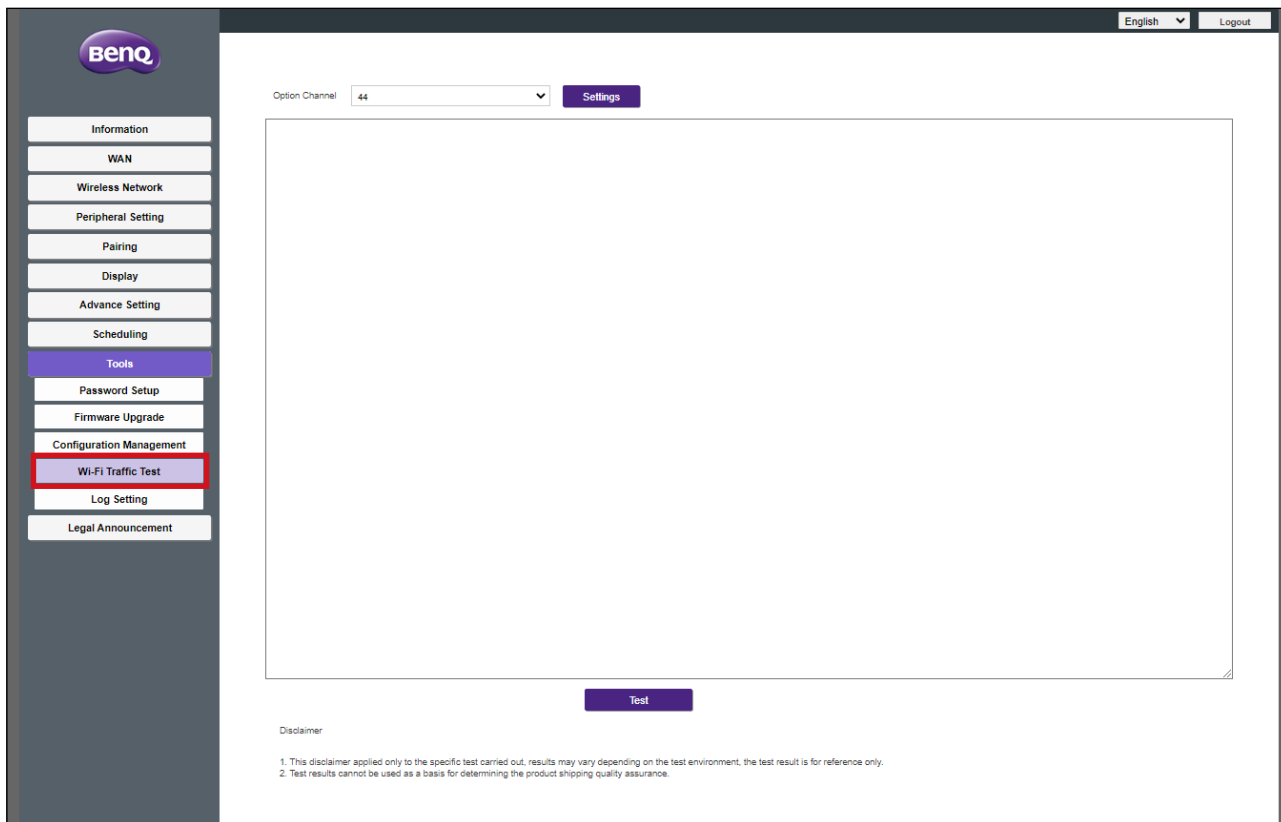 English
Logout
BenQ
Option Channel
44
Settings
Information
WAN
Wireless Network
Peripheral Setting
Pairing
Display
Advance Setting
Scheduling
Tools
Password Setup
Firmware Upgrade
Configuration Management
Wi-Fi Traffic Test
Log Setting
Legal Announcement
Test
Disclaimer
1. This disclaimer applied only to the specific test carried out, results may vary depending on the test environment, the test result is for reference only.
2. Test results cannot be used as a basis for determining the product shipping quality assurance.